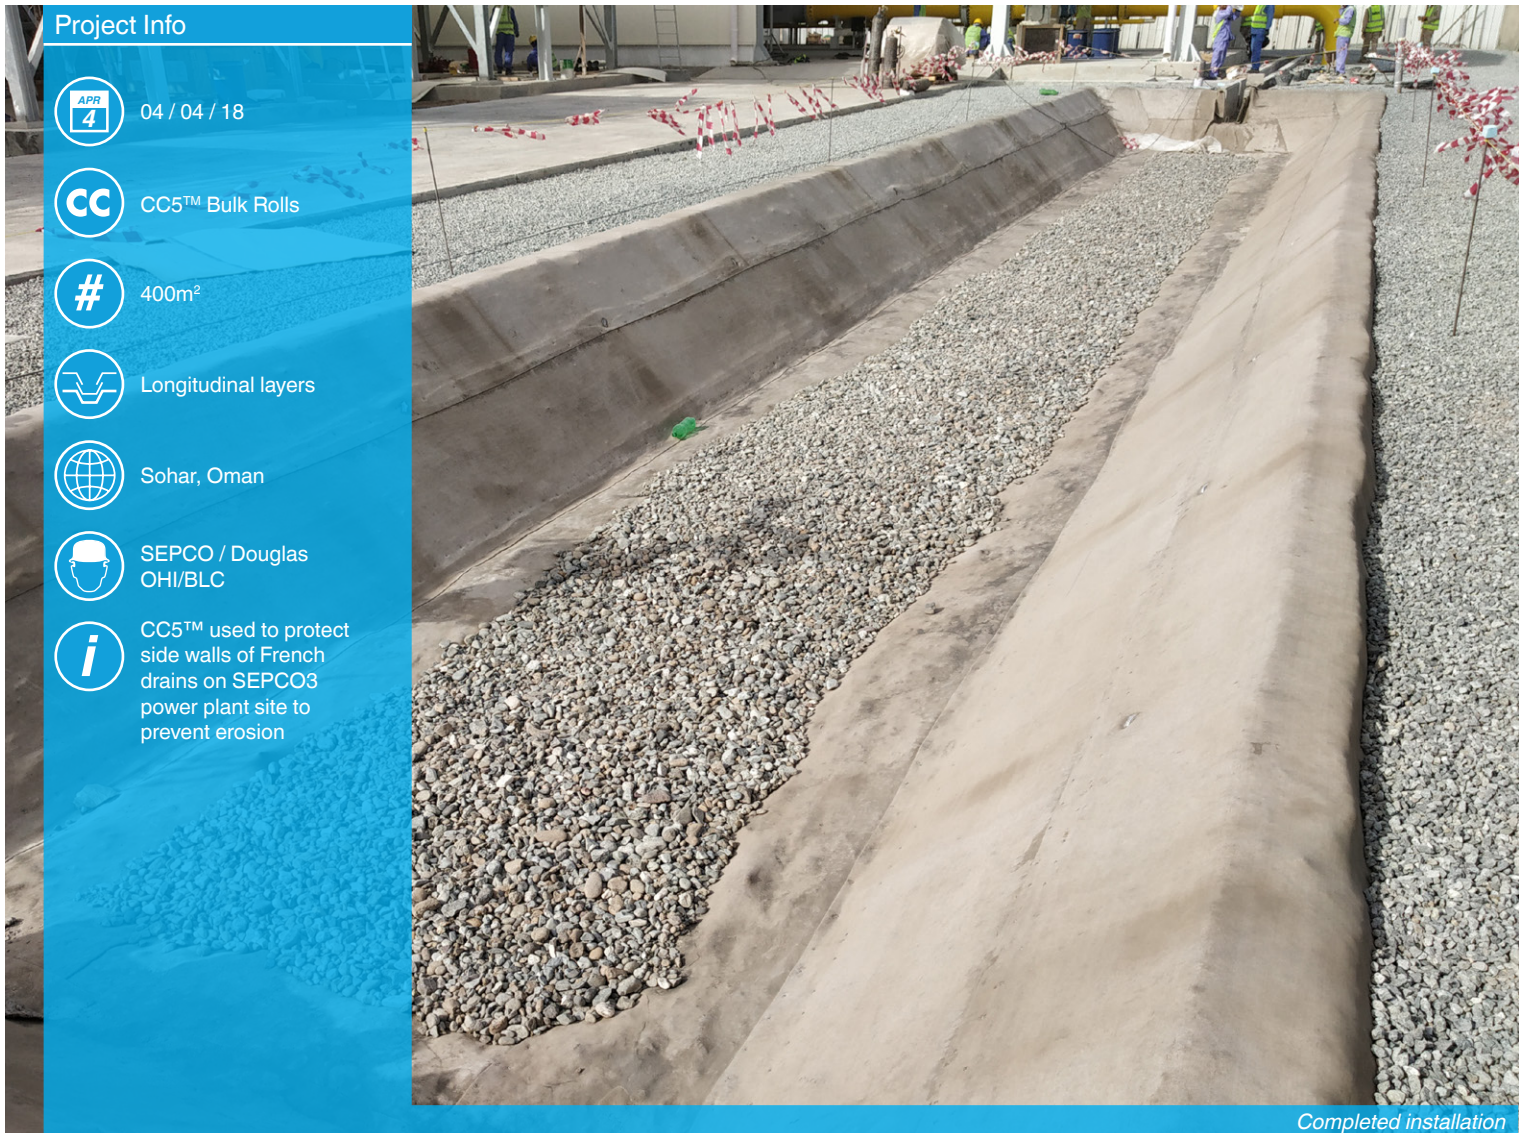 Project Info
APR
4
04 / 04 / 18
CC
CC5™ Bulk Rolls
#
400m²
Longitudinal layers
Sohar, Oman
SEPCO / Douglas
OHI/BLC
i
CC5™ used to protect
side walls of French
drains on SEPCO3
power plant site to
prevent erosion
Completed installation